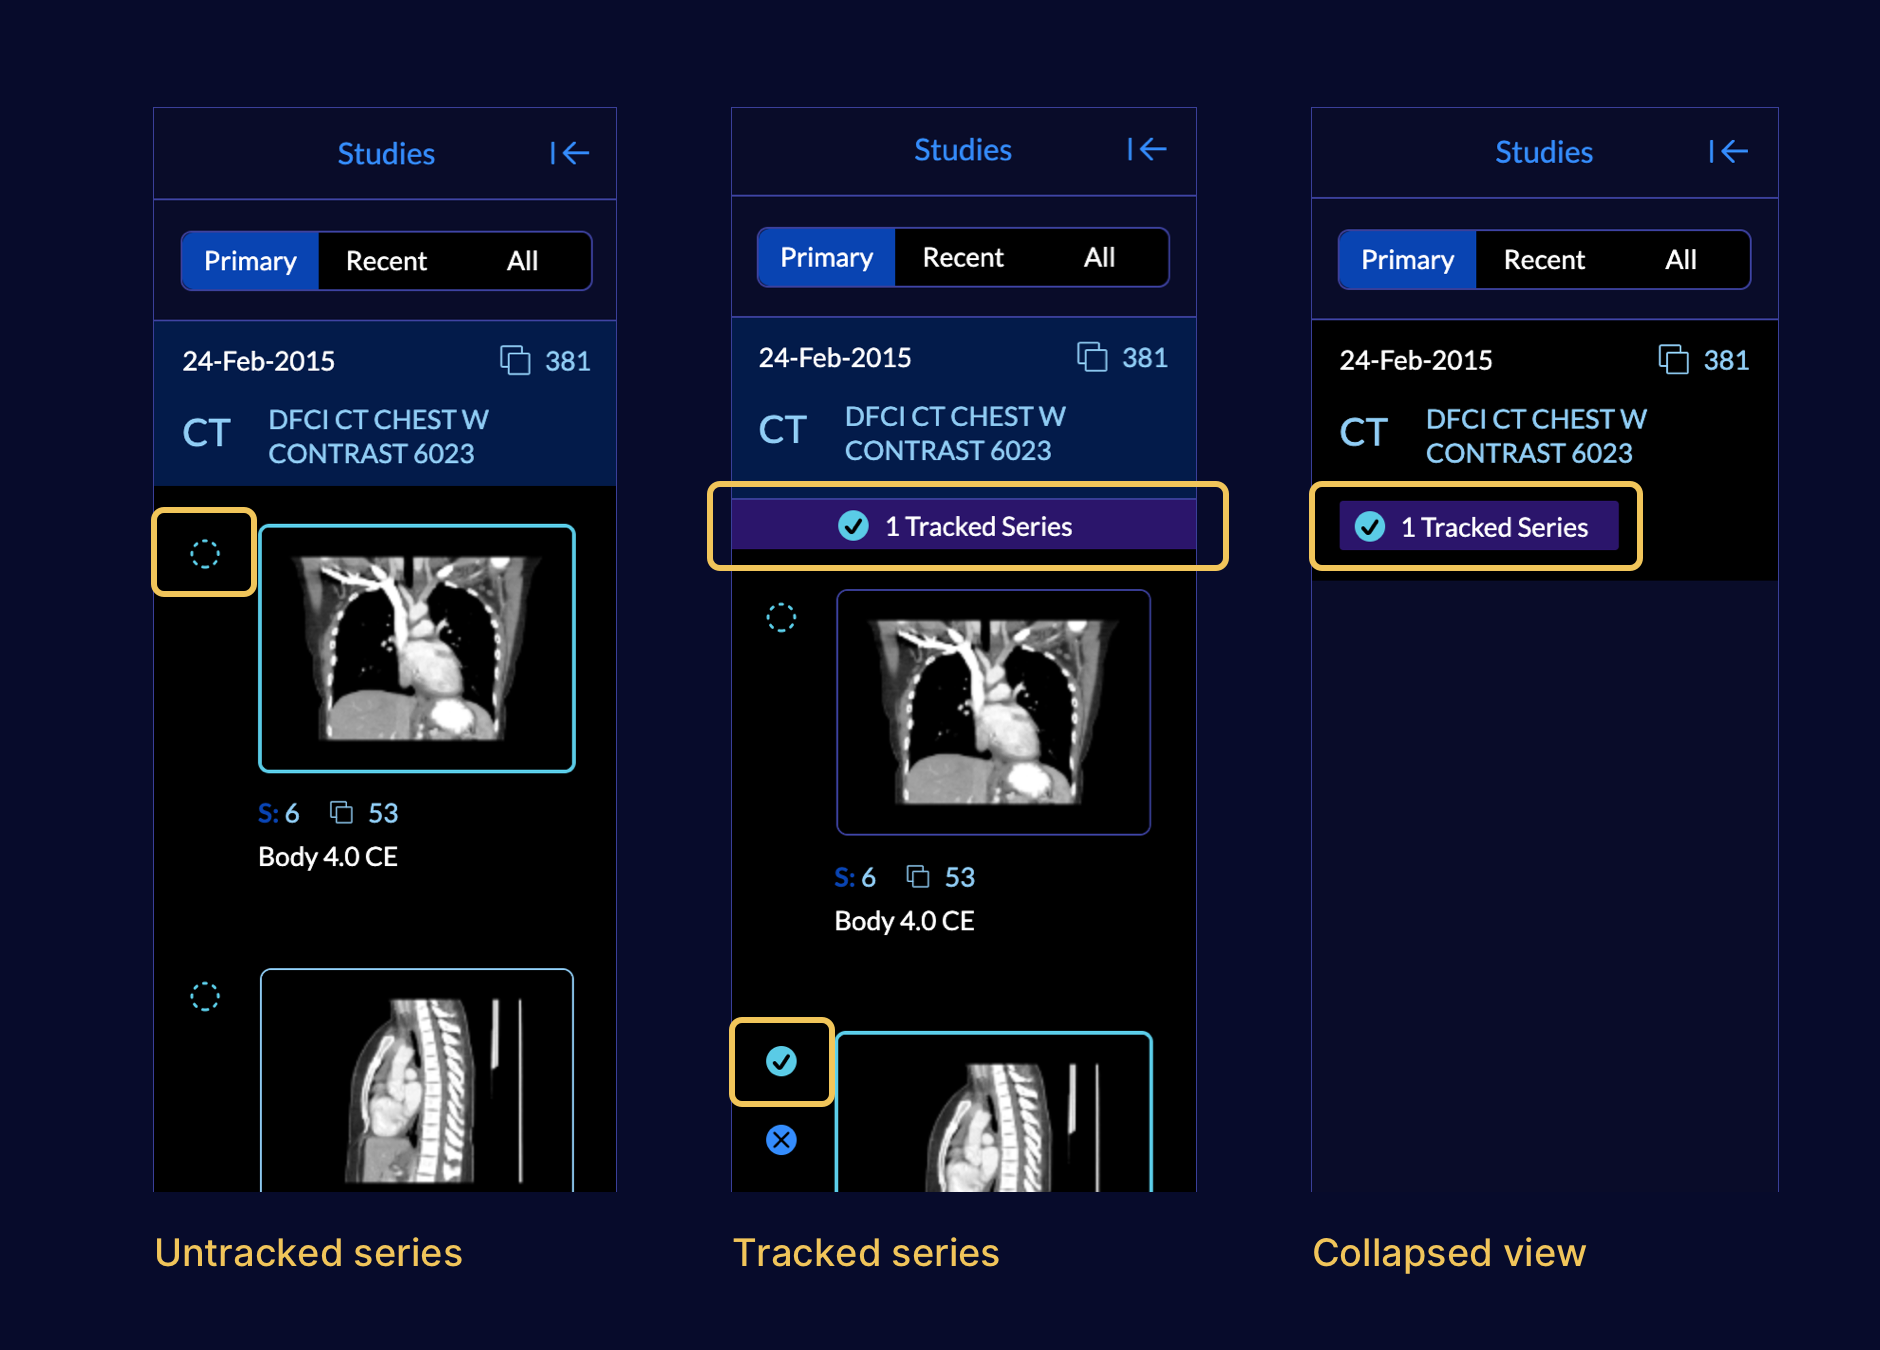 Studies
Primary Recent All
24-Feb-2015 381
CT DFCI CT CHEST W
CONTRAST 6023
S: 6 53
Body 4.0 CE
Untracked series
Studies
Primary Recent All
24-Feb-2015 381
CT DFCI CT CHEST W
CONTRAST 6023
1 Tracked Series
S: 6 53
Body 4.0 CE
Tracked series
Studies
Primary Recent All
24-Feb-2015 381
CT DFCI CT CHEST W
CONTRAST 6023
1 Tracked Series
Collapsed view